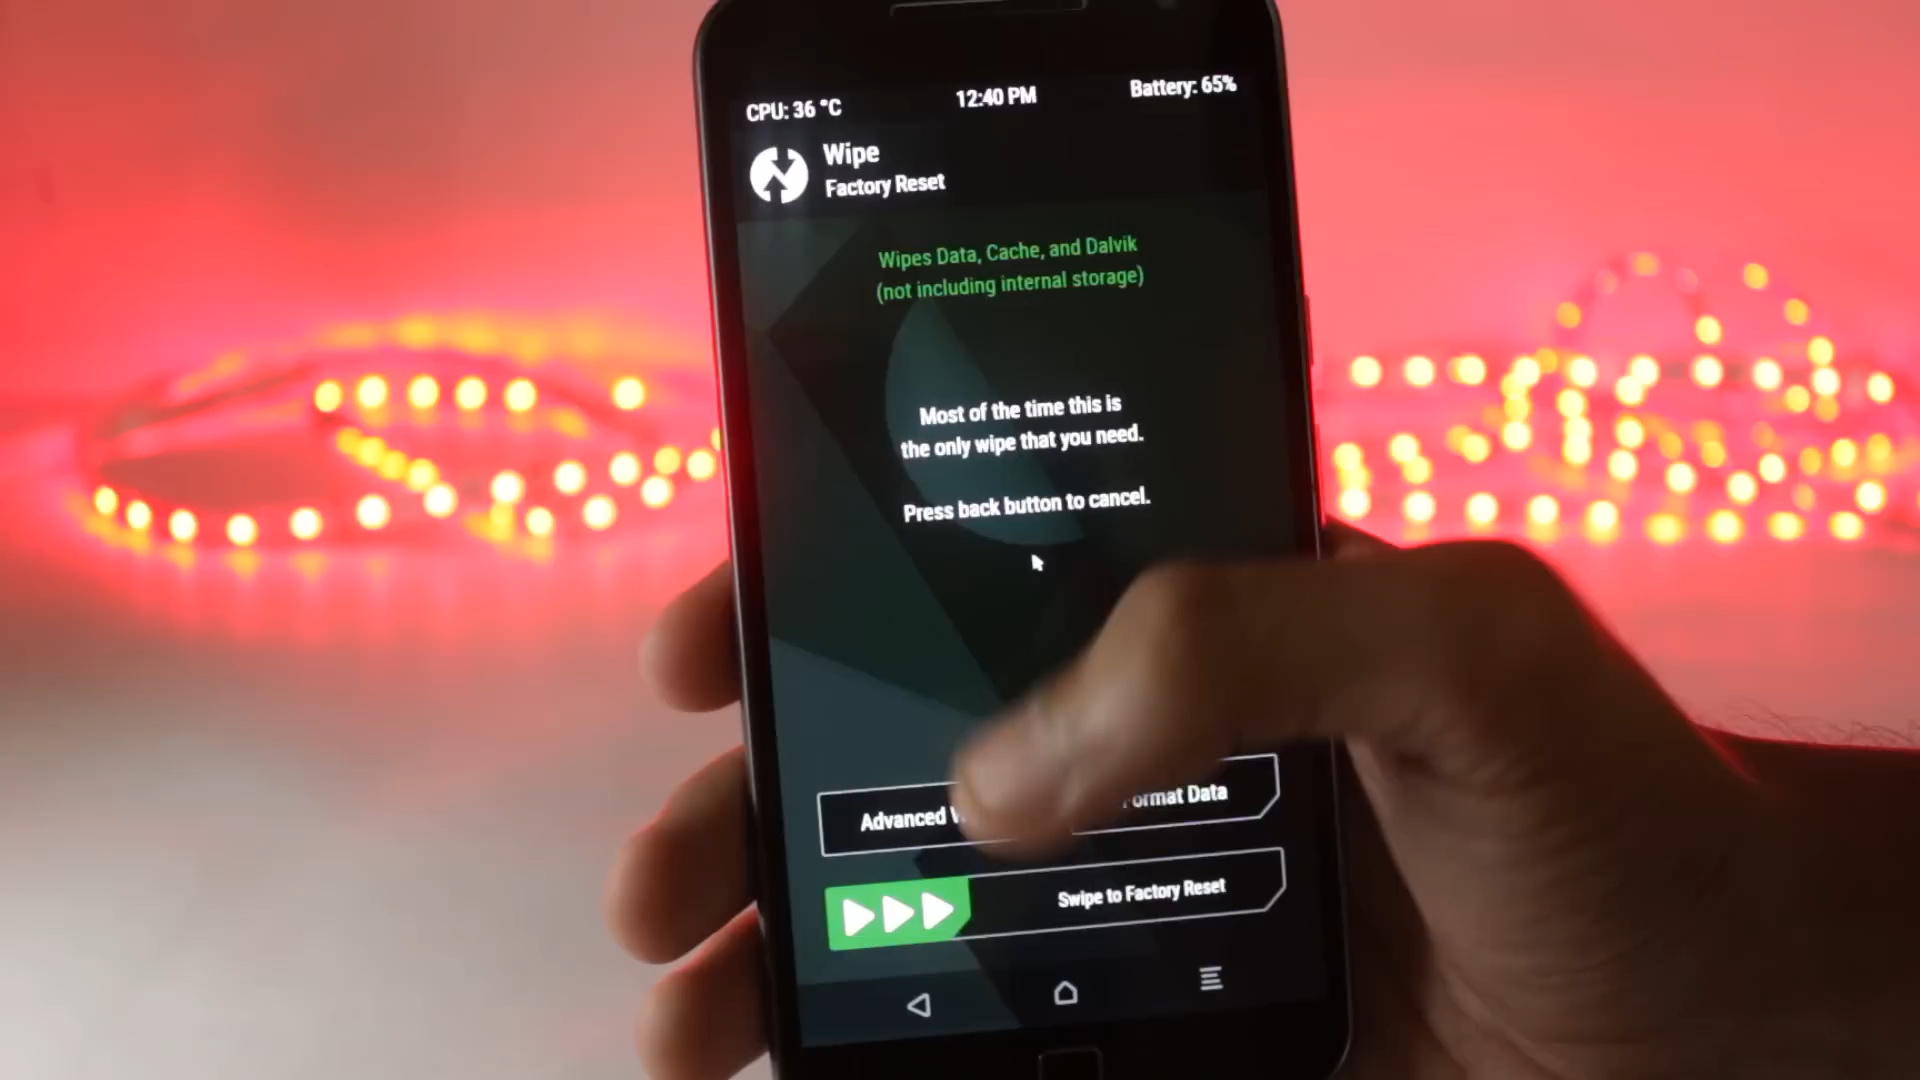 CPU: 36 °C
12:40 PM
Battery: 65%
Wipe
Factory Reset
Wipes Data, Cache, and Dalvik
(not including internal storage)
Most of the time this is
the only wipe that you need.
Press back button to cancel.
Advanced
Data
Swipe to Factory Reset